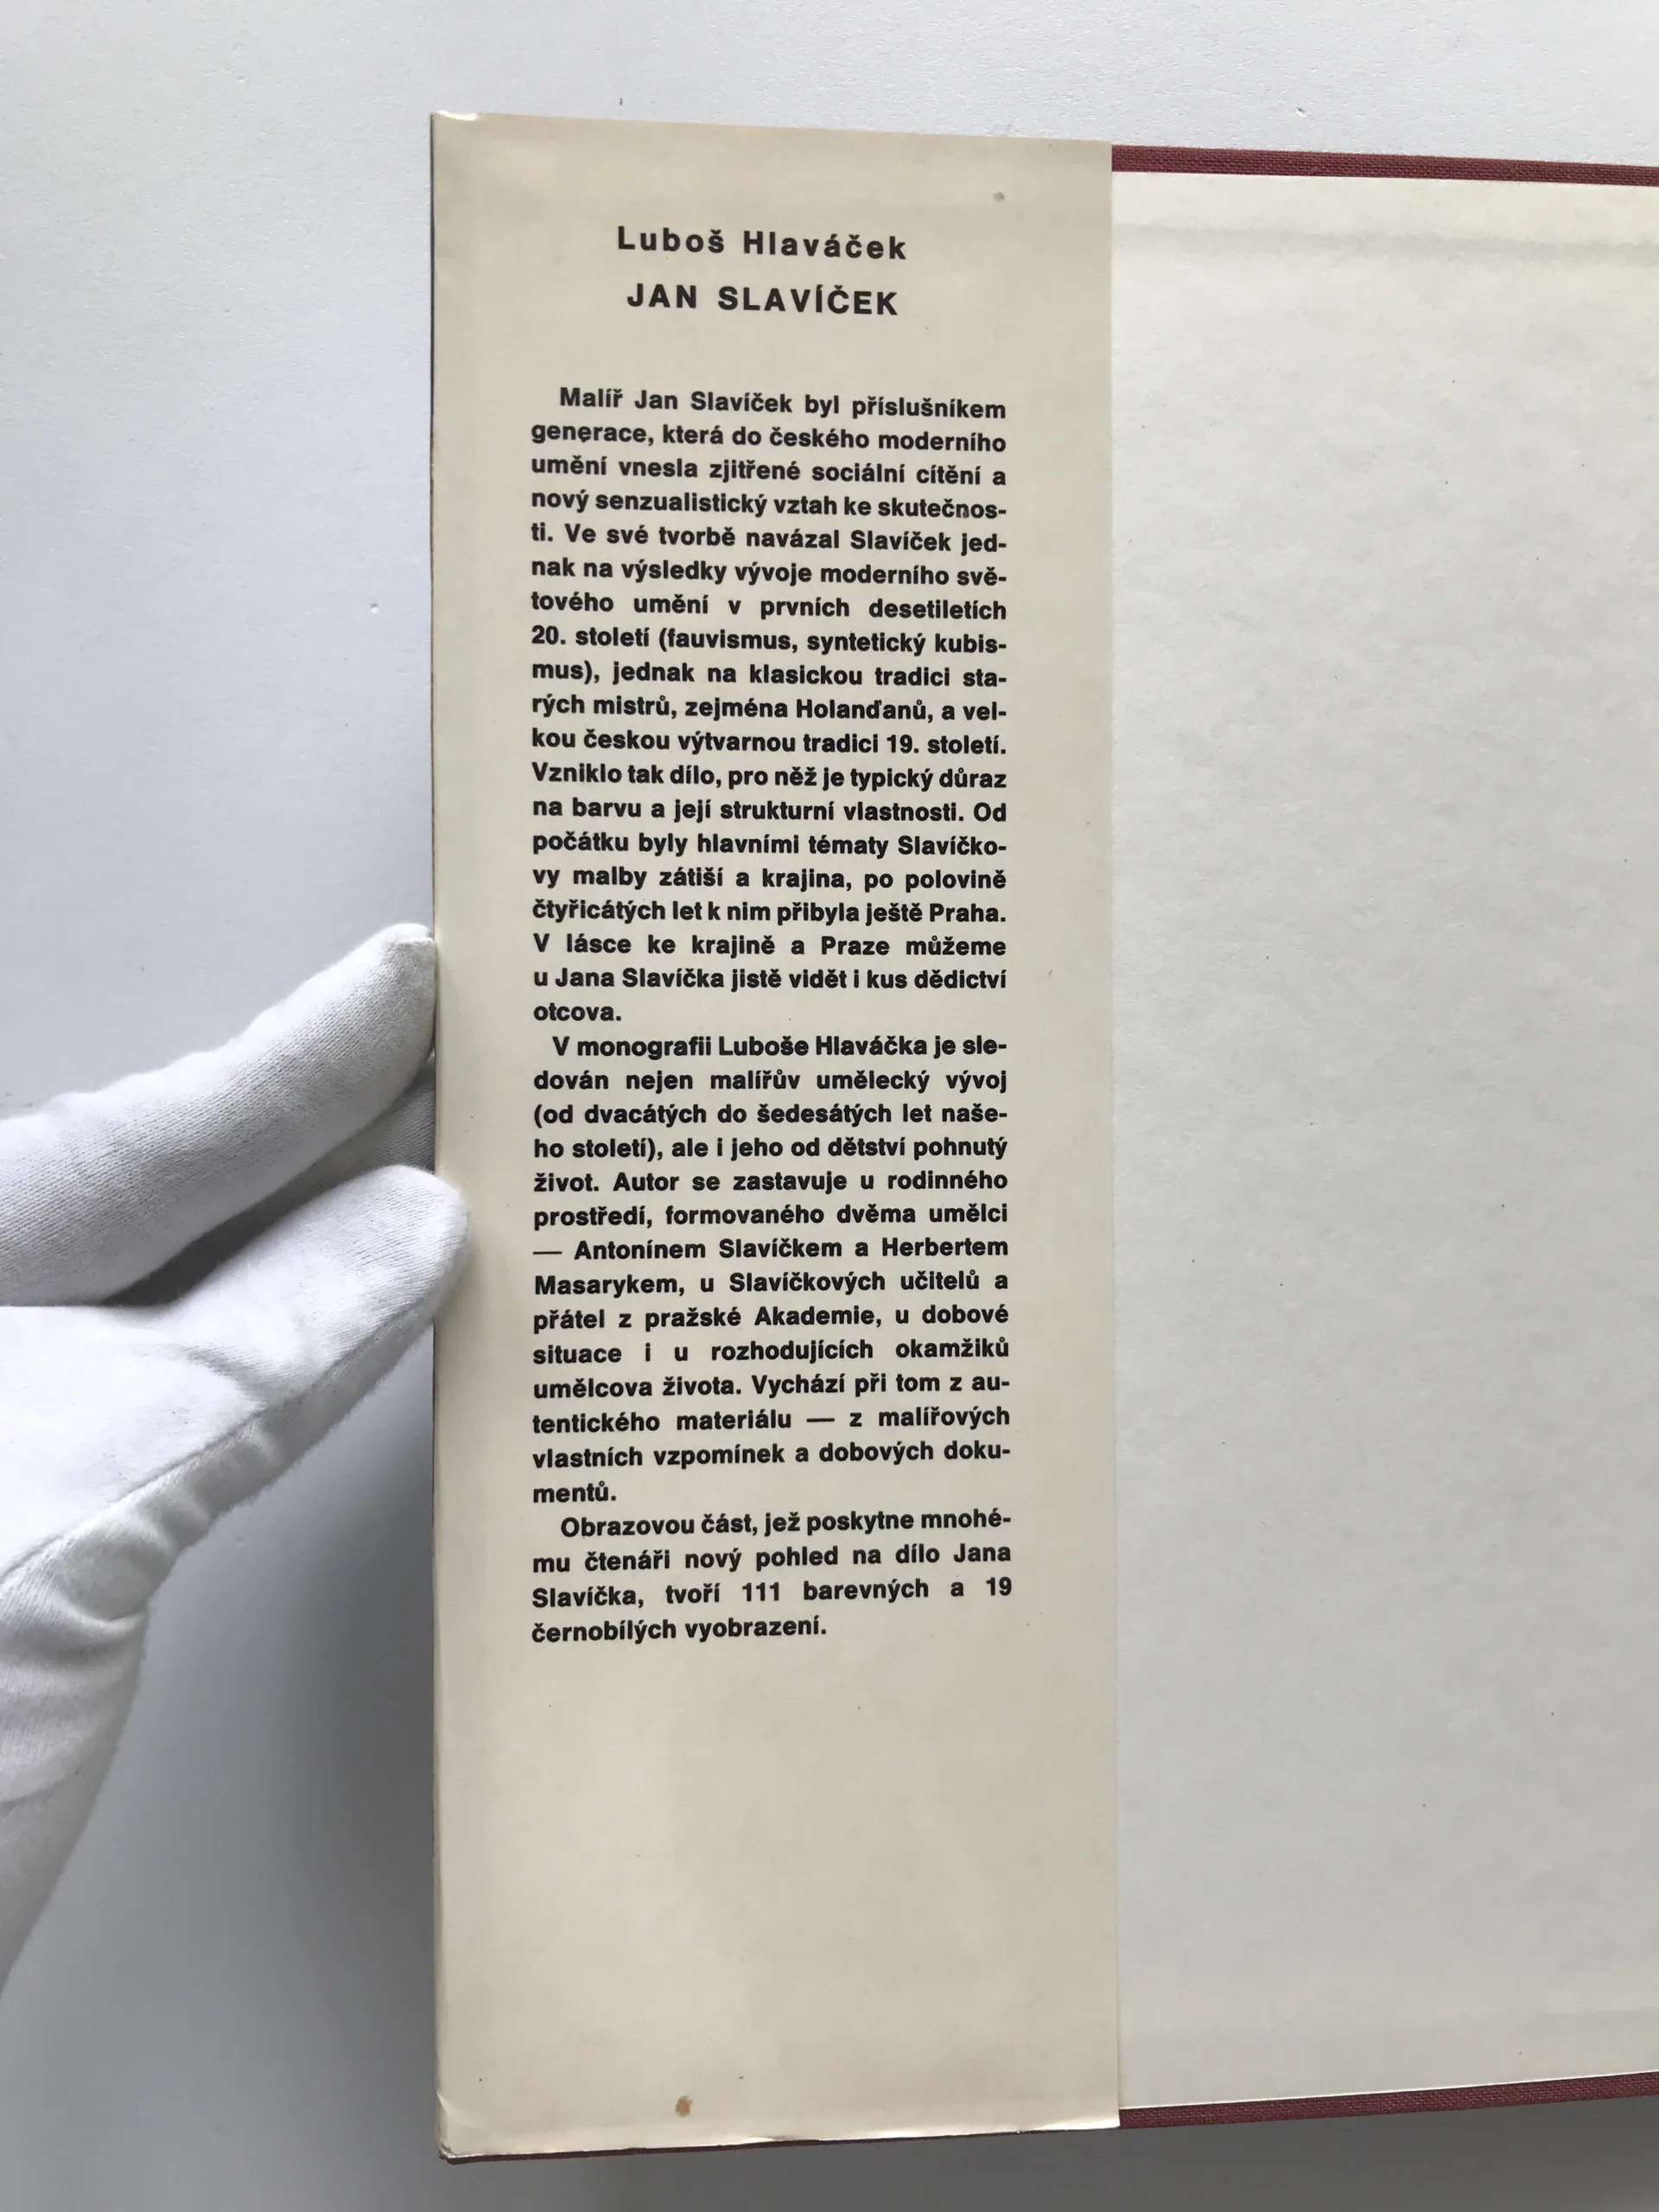 Luboš Hlaváček
JAN SLAVÍČEK
Malíř Jan Slavíček byl příslušníkem
generace, která do českého moderního
umění vnesla zjitřené sociální cítění a
nový senzualistický vztah ke skutečnos-
ti. Ve své tvorbě navázal Slavíček jed-
nak na výsledky vývoje moderního svě-
tového umění v prvních desetiletích
20. století (fauvismus, syntetický kubis-
mus), jednak na klasickou tradici sta-
rých mistrů, zejména Holanďanů, a vel-
kou českou výtvarnou tradici 19. století.
Vzniklo tak dílo, pro něž je typický důraz
na barvu a její strukturní vlastnosti. Od
počátku byly hlavními tématy Slavíčko-
vy malby zátiší a krajina, po polovině
čtyřicátých let k nim přibyla ještě Praha.
V lásce ke krajině a Praze můžeme
u Jana Slavíčka jistě vidět i kus dědictví
otcova.
V monografii Luboše Hlaváčka je sle-
dován nejen malířův umělecký vývoj
(od dvacátých do šedesátých let naše-
ho století), ale i jeho od dětství pohnutý
život. Autor se zastavuje u rodinného
prostředí, formovaného dvěma umělci
— Antonínem Slavíčkem a Herbertem
Masarykem, u Slavíčkových učitelů a
přátel z pražské Akademie, u dobové
situace i u rozhodujících okamžiků
umělcova života. Vychází při tom z au-
tentického materiálu — z malířových
vlastních vzpomínek a dobových doku-
mentů.
Obrazovou část, jež poskytne mnohé-
mu čtenáři nový pohled na dílo Jana
Slavíčka, tvoří 111 barevných a 19
černobílých vyobrazení.